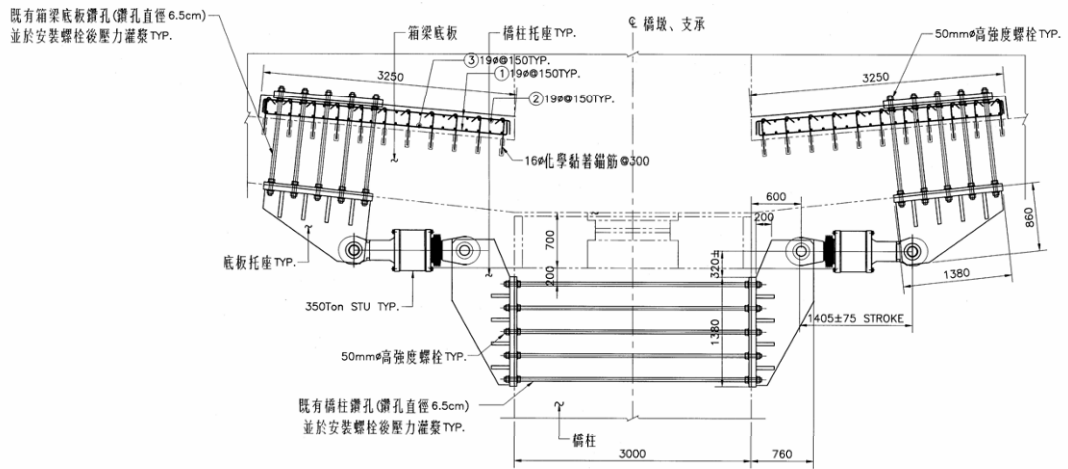 既有箱梁底板鑽孔(鑽孔直徑6.5cm)
並於安裝螺栓後壓力灌漿TYP.
箱梁底板
橋柱托座TYP.
℄ 橋墩、支承
50mmø高強度螺栓TYP.
3250
③19ø@150TYP.
①19ø@150TYP.
②19ø@150TYP.
3250
16ø化學黏著錨筋@300
600
200
860
700
200
320±
底板托座TYP.
350Ton STU TYP.
1380
1405±75 STROKE
1380
50mmø高強度螺栓TYP.
既有橋柱鑽孔(鑽孔直徑6.5cm)
並於安裝螺栓後壓力灌漿TYP.
橋柱
3000
760